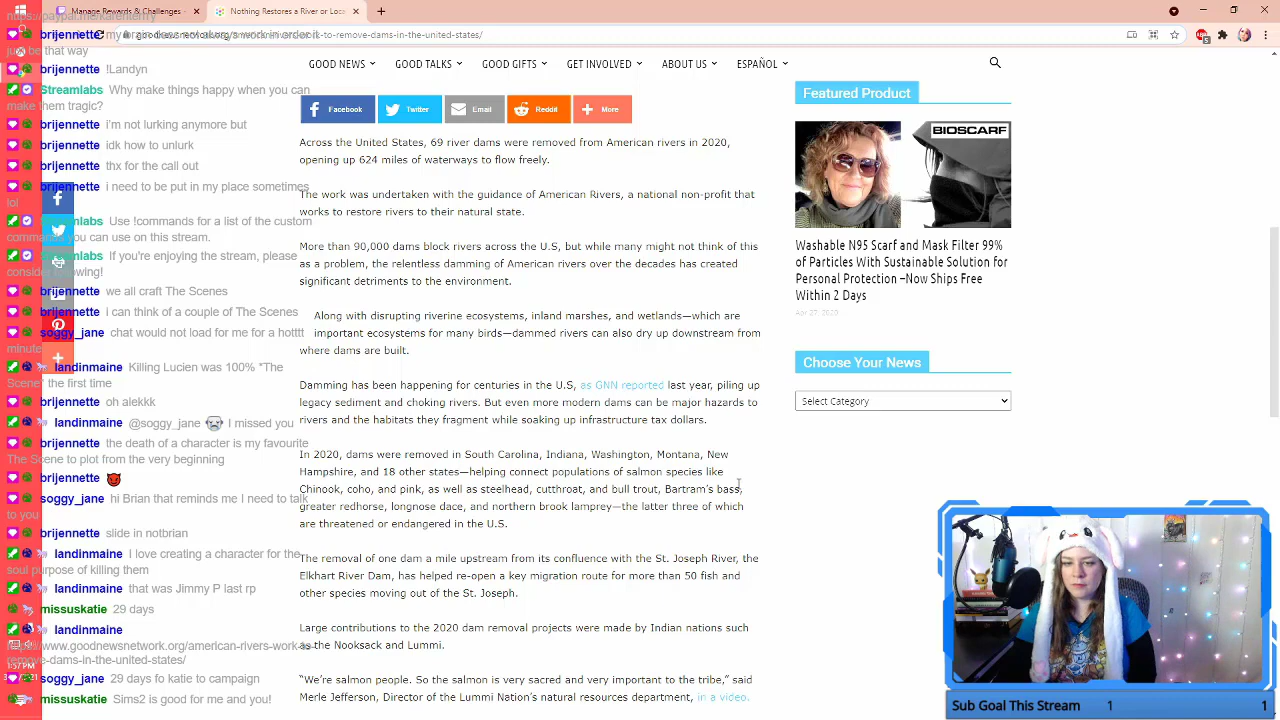 Manage Rewards & Challenges -
Nothing Restores a River or Loc
https://paypal.me/karenterrry
-to-remove-dams-in-the-united-states/
brijennette my brain does not always work in order it
just be that way
brijennette !Landyn
Streamlabs Why make things happy when you can
make them tragic?
brijennette i'm not lurking anymore but
brijennette idk how to unlurk
brijennette thx for the call out
brijennette i need to be put in my place sometimes
lol
Streamlabs Use !commands for a list of the custom
commands you can use on this stream.
Streamlabs If you're enjoying the stream, please
consider following!
brijennette we all craft The Scenes
brijennette i can think of a couple of The Scenes
soggy_jane chat would not load for me for a hotttt
minute
landinmaine Killing Lucien was 100% "The
Scene" the first time
brijennette oh alekkk
landinmaine @soggy_jane I missed you
brijennette the death of a character is my favourite
The Scene to plot from the very beginning
brijennette
soggy_jane hi Brian that reminds me I need to talk
to you
brijennette slide in notbrian
landinmaine I love creating a character for the
soul purpose of killing them
landinmaine that was Jimmy P last rp
missuskatie 29 days
landinmaine
https://www.goodnewsnetwork.org/american-rivers-work-to-
remove-dams-in-the-united-states/
soggy_jane 29 days fo katie to campaign
missuskatie Sims2 is good for me and you!
1:57 PM
GOOD NEWS
GOOD TALKS
GOOD GIFTS
GET INVOLVED
ABOUT US
ESPAÑOL
Facebook
Twitter
Email
Reddit
More
Across the United States, 69 river dams were removed from American rivers in 2020,
opening up 624 miles of waterways to flow freely.
The work was undertaken with the guidance of American Rivers, a national non-profit that
works to restore rivers to their natural state.
More than 90,000 dams block rivers across the U.S, but while many might not think of this
as a problem, the relentless damming of American rivers over the decades has created
significant detriments to the environment.
Along with disrupting riverine ecosystems, inland marshes, and wetlands—which are
important ecosystems for many species—dammed rivers can also dry up downstream from
where dams are built.
Damming has been happening for centuries in the U.S, as GNN reported last year, piling up
legacy sediment and choking rivers. But even more modern dams can be major hazards to
rivers and the habitats they fragment while soaking up infrastructure tax dollars.
In 2020, dams were removed in South Carolina, Indiana, Washington, Montana, New
Hampshire, and 18 other states—helping connect populations of salmon species like
Chinook, coho, and pink, as well as steelhead, cutthroat, and bull trout, Bartram's bass,
greater redhorse, longnose dace, and northern book lamprey—the latter three of which
are threatened or endangered in the U.S.
The removal of one dam a mile upstream from its confluence with the St. Joseph River, the
Elkhart River Dam, has helped to open a key migration route for more than 50 fish and
other species moving out of the St. Joseph.
Large contributions to the 2020 dam removal projects were made by Indian nations such
as the Nooksack and Lummi.
"We're salmon people. So the salmon is very sacred and very important to the tribe," said
Merle Jefferson, Director of the Lummi Nation's natural resources department, in a video.
Featured Product
BIOSCARF
Washable N95 Scarf and Mask Filter 99%
of Particles With Sustainable Solution for
Personal Protection –Now Ships Free
Within 2 Days
Apr 27, 2020
Choose Your News
Select Category
Sub Goal This Stream 1 1